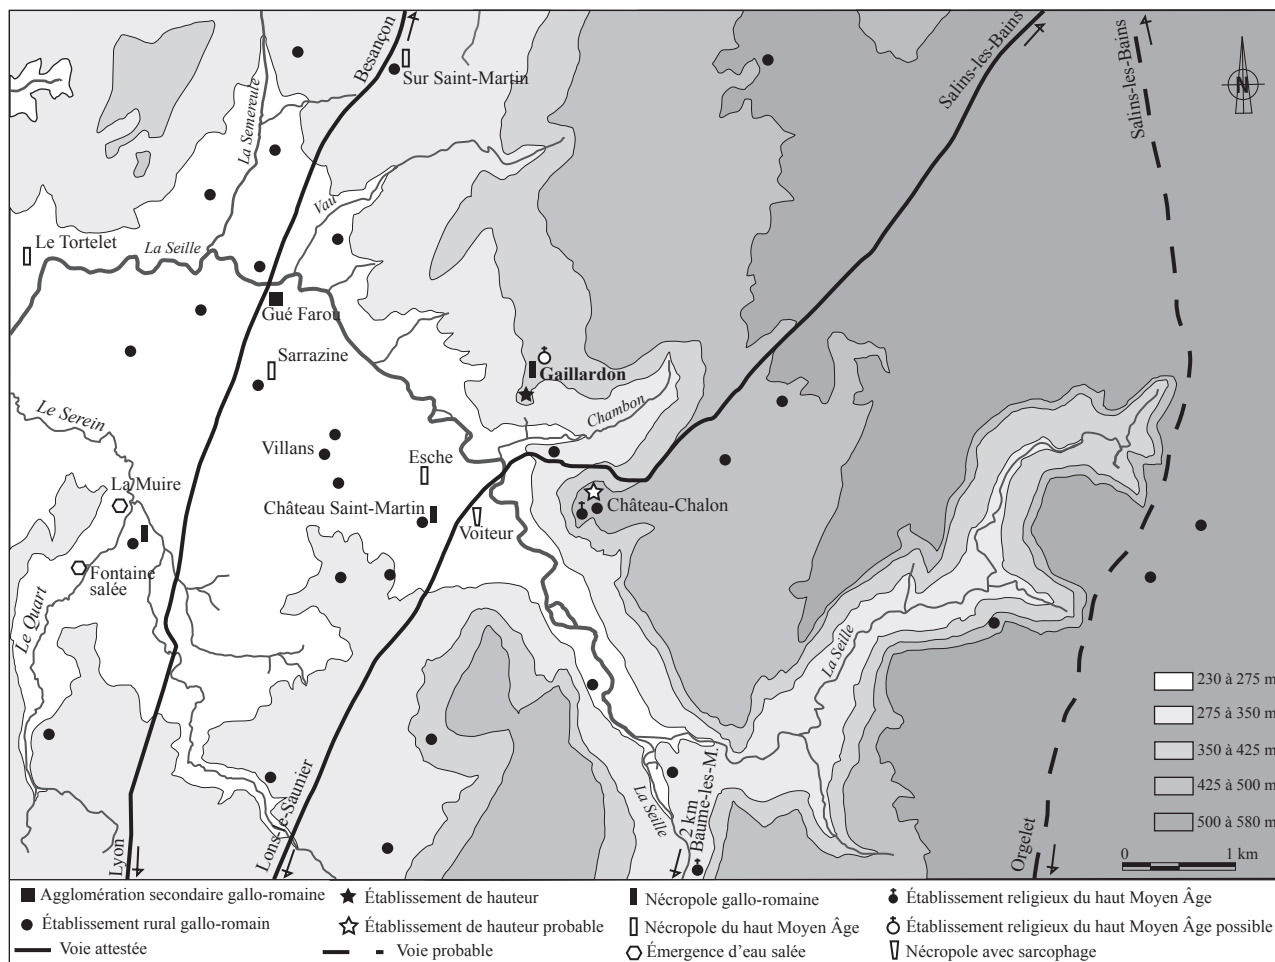 Besançon
Sur Saint-Martin
Salins-les-Bains
Salins-les-Bains
N
La Semereule
Vau
Le Tortelet
La Seille
Gué Farou
Sarrazine
Gaillardon
Chambon
Le Serein
Villans
Esche
La Muire
Château Saint-Martin
Voiteur
Château-Chalon
Fontaine
salée
Le Quart
La Seille
La Seille
2 km
Baume-les-M.
Lyon
Lons-le-Saunier
Orgelet
230 à 275 m
275 à 350 m
350 à 425 m
425 à 500 m
500 à 580 m
0 1 km
Agglomération secondaire gallo-romaine
Établissement de hauteur
Nécropole gallo-romaine
Établissement religieux du haut Moyen Âge
Établissement rural gallo-romain
Établissement de hauteur probable
Nécropole du haut Moyen Âge
Établissement religieux du haut Moyen Âge possible
Voie attestée
Voie probable
Émergence d'eau salée
Nécropole avec sarcophage